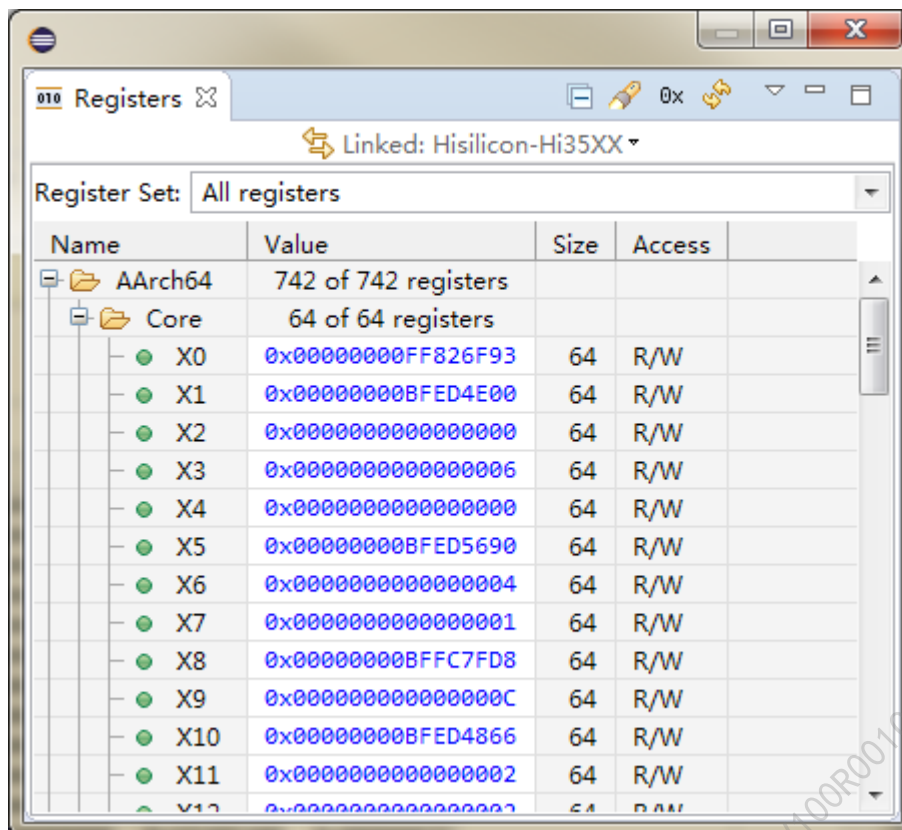 010 Registers
0x
Linked: Hisilicon-Hi35XX
Register Set: All registers
Name Value Size Access
AArch64 742 of 742 registers
Core 64 of 64 registers
X0 0x00000000FF826F93 64 R/W
X1 0x00000000BFED4E00 64 R/W
X2 0x0000000000000000 64 R/W
X3 0x0000000000000006 64 R/W
X4 0x0000000000000000 64 R/W
X5 0x00000000BFED5690 64 R/W
X6 0x0000000000000004 64 R/W
X7 0x0000000000000001 64 R/W
X8 0x00000000BFFC7FD8 64 R/W
X9 0x000000000000000C 64 R/W
X10 0x00000000BFED4866 64 R/W
X11 0x0000000000000002 64 R/W